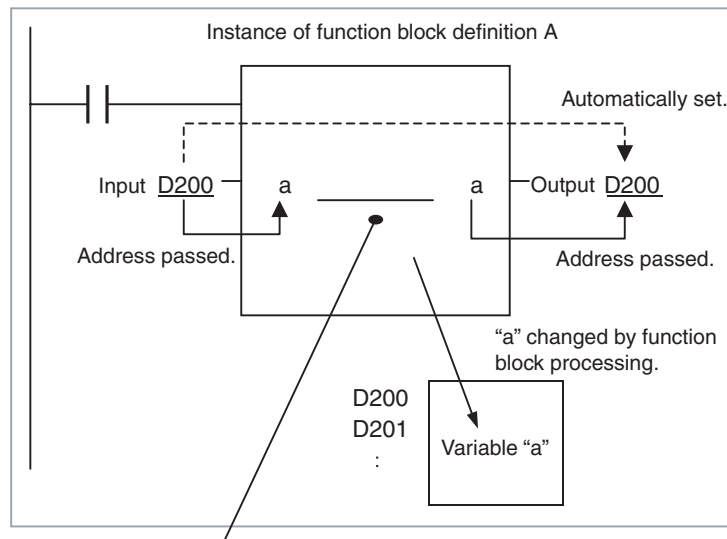 Instance of function block definition A
Automatically set.
Input D200
a
a
Output D200
Address passed.
Address passed.
“a” changed by function
block processing.
D200
D201
:
Variable “a”